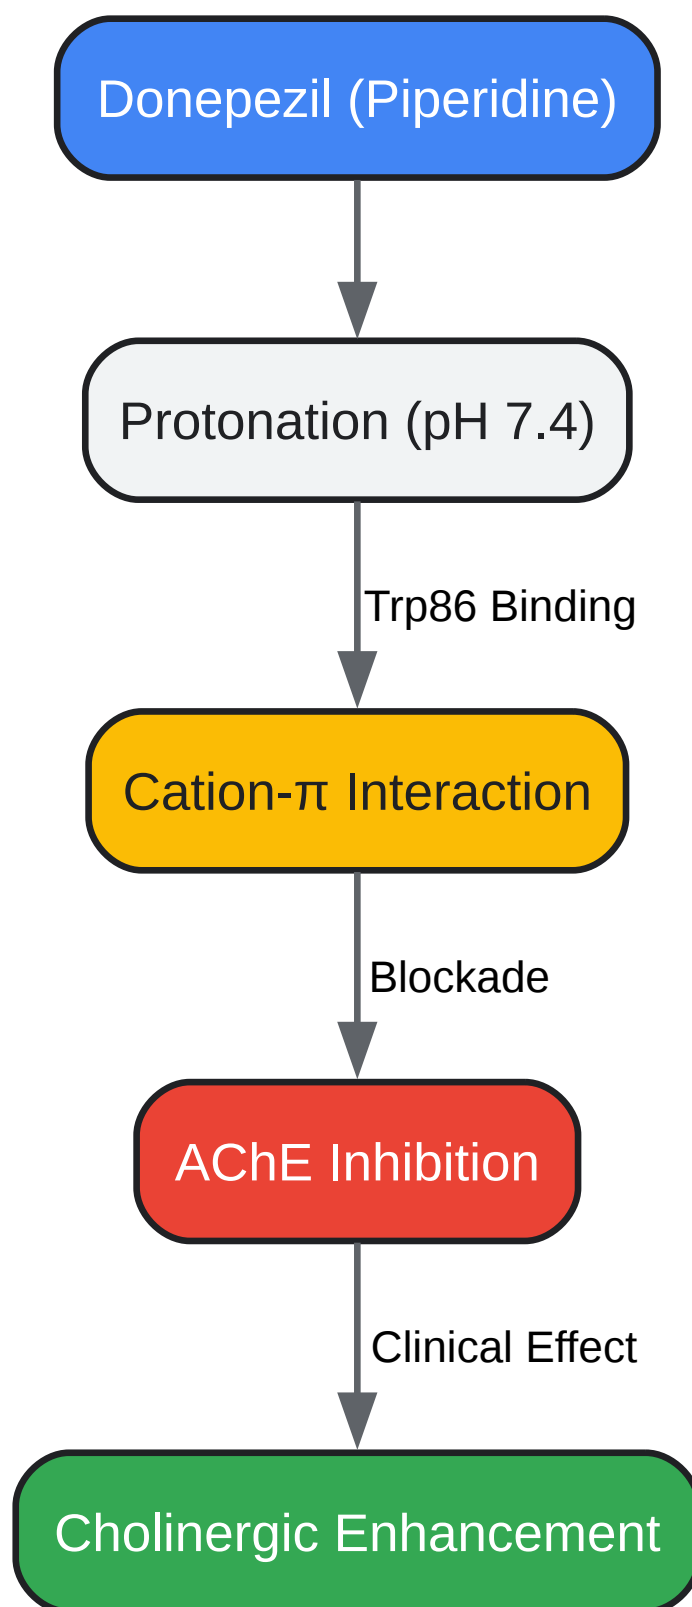 Donepezil (Piperidine)
Protonation (pH 7.4)
Trp86 Binding
Cation-π Interaction
Blockade
AChE Inhibition
Clinical Effect
Cholinergic Enhancement